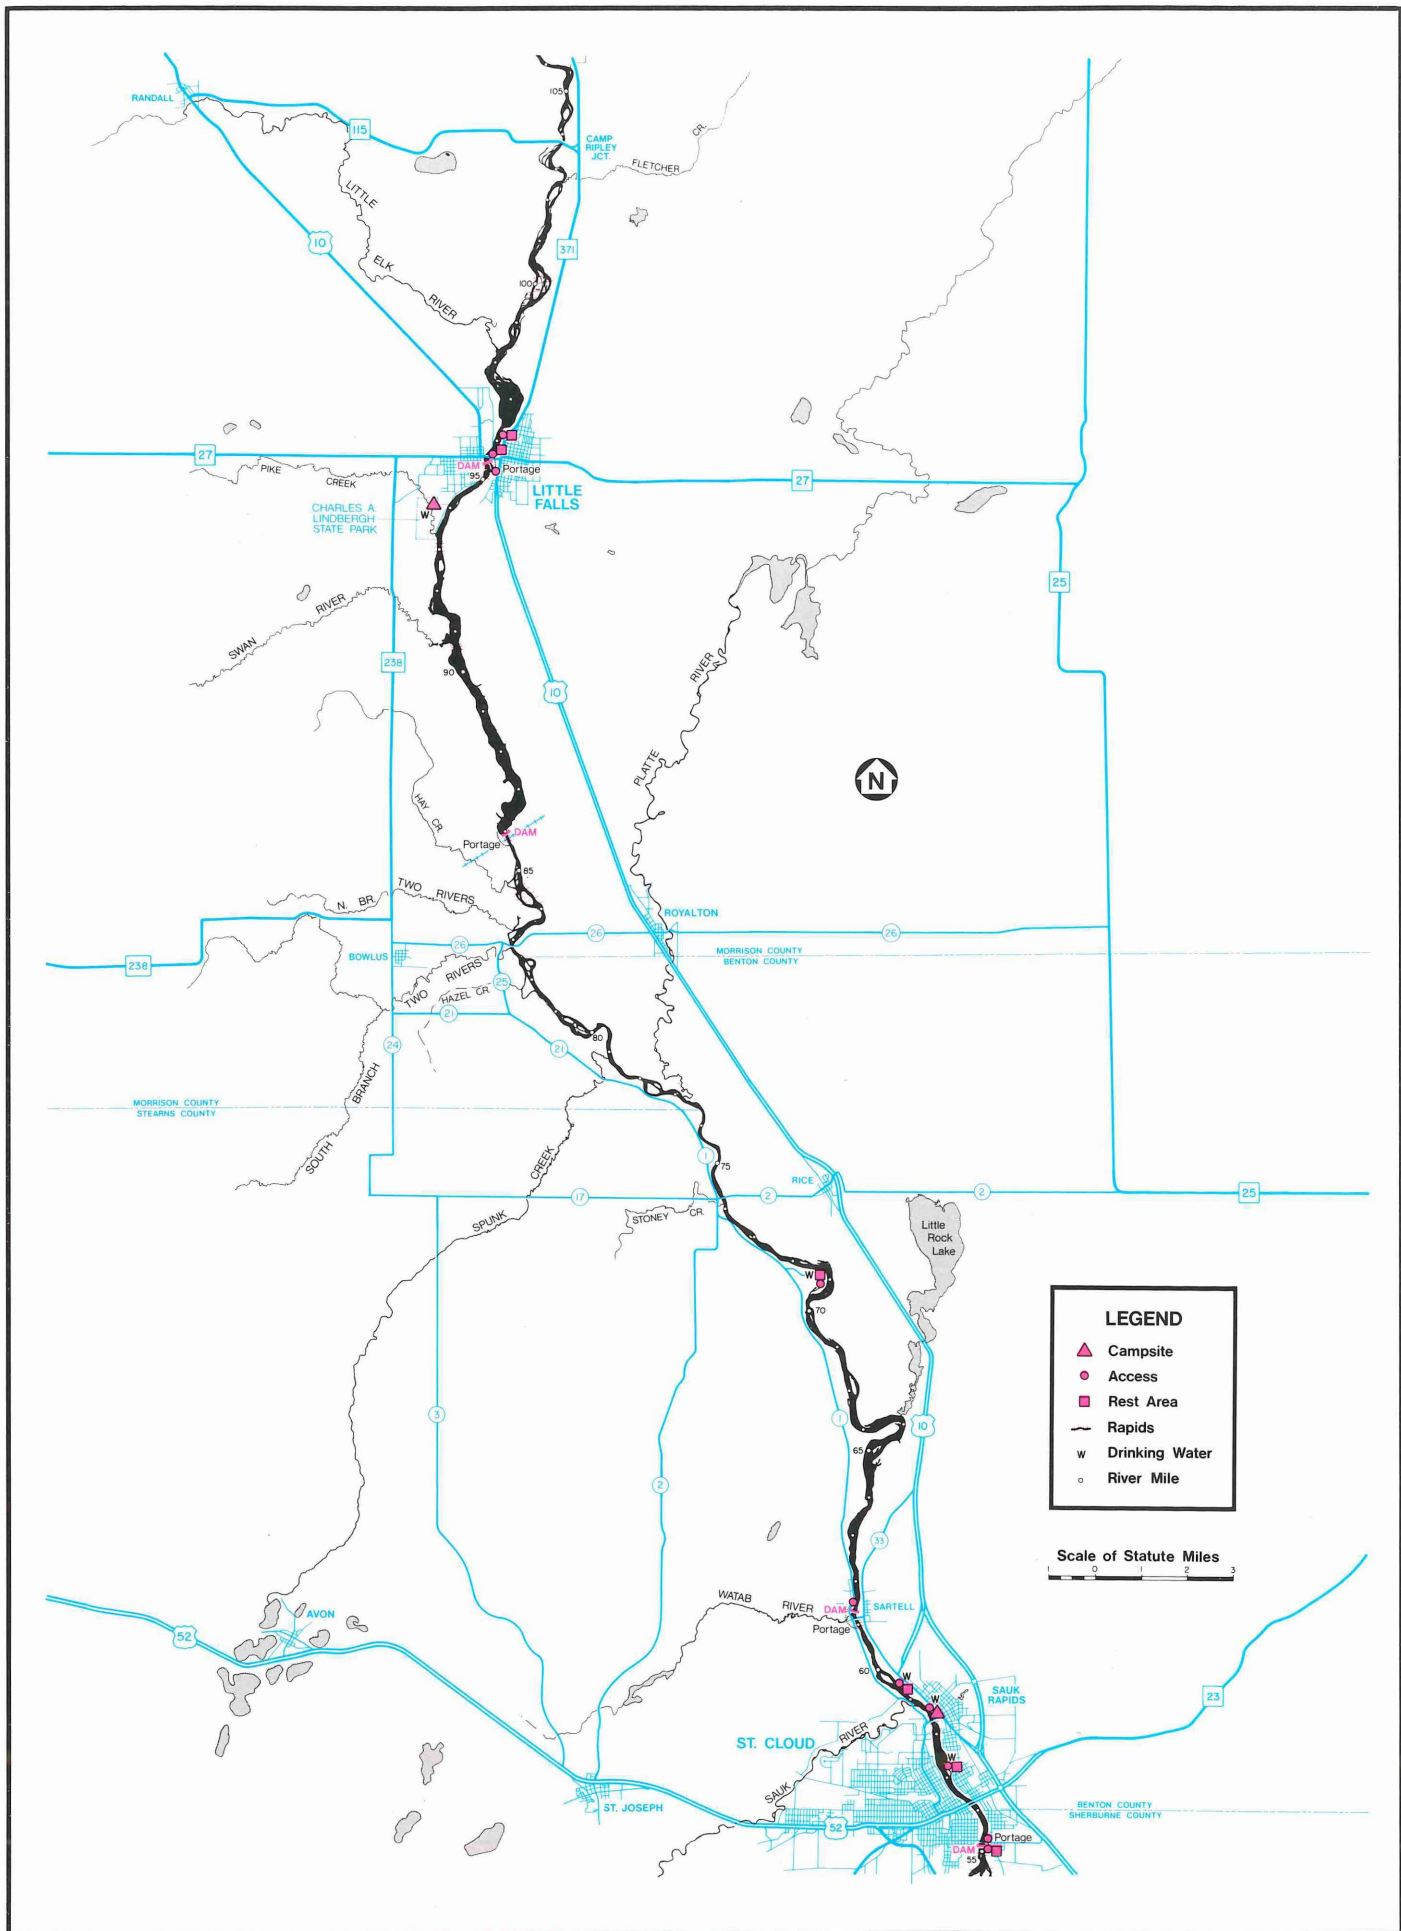 105
RANDALL
115
CAMP
RIPLEY
JCT.
FLETCHER
CR.
LITTLE
ELK
RIVER
10
371
100
27
PIKE
CREEK
DAM
95
Portage
LITTLE
FALLS
27
CHARLES A.
LINDBERGH
STATE PARK
W
25
SWAN
RIVER
238
90
10
RIVER
PLATTE
N
HAY
CR.
DAM
Portage
85
TWO RIVERS
N. BR.
ROYALTON
26
26
26
238
BOWLUS
MORRISON COUNTY
BENTON COUNTY
TWO
RIVERS
25
HAZEL CR.
21
21
80
24
MORRISON COUNTY
STEARNS COUNTY
SOUTH
BRANCH
1
75
RICE
17
2
2
25
SPUNK
CREEK
STONEY
CR.
Little
Rock
Lake
W
70
LEGEND
Campsite
Access
Rest Area
Rapids
W Drinking Water
River Mile
3
1
10
65
2
33
Scale of Statute Miles
1 0 1 2 3
WATAB
RIVER
DAM
SARTELL
Portage
AVON
52
60
W
W
SAUK
RAPIDS
23
ST. CLOUD
SAUK
RIVER
W
ST. JOSEPH
52
BENTON COUNTY
SHERBURNE COUNTY
Portage
DAM
55